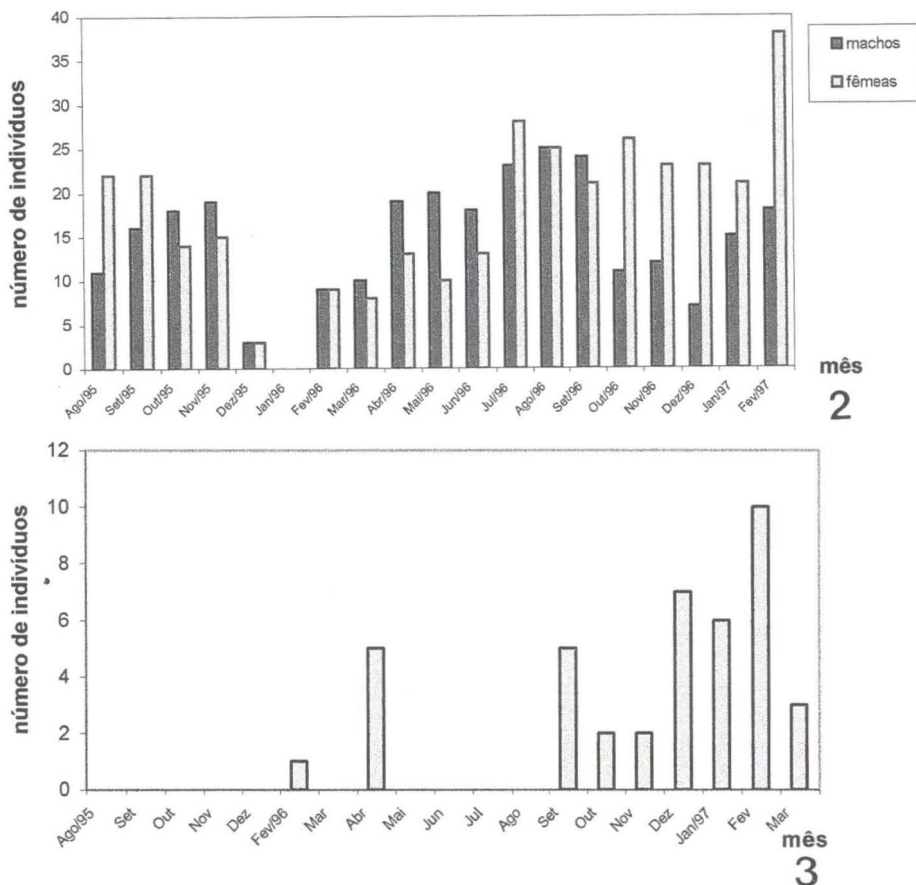 40
35
30
25
20
15
10
5
0
número de indivíduos
machos
fêmeas
Ago/95 Set/95 Out/95 Nov/95 Dez/95 Jan/96 Fev/96 Mar/96 Abr/96 Mai/96 Jun/96 Jul/96 Ago/96 Set/96 Out/96 Nov/96 Dez/96 Jan/97 Fev/97
mês
2
12
10
8
6
4
2
0
número de indivíduos
Ago/95 Set Out Nov Dez Fev/96 Mar Abr Mai Jun Jul Ago Set Out Nov Dez Jan/97 Fev Mar
mês
3